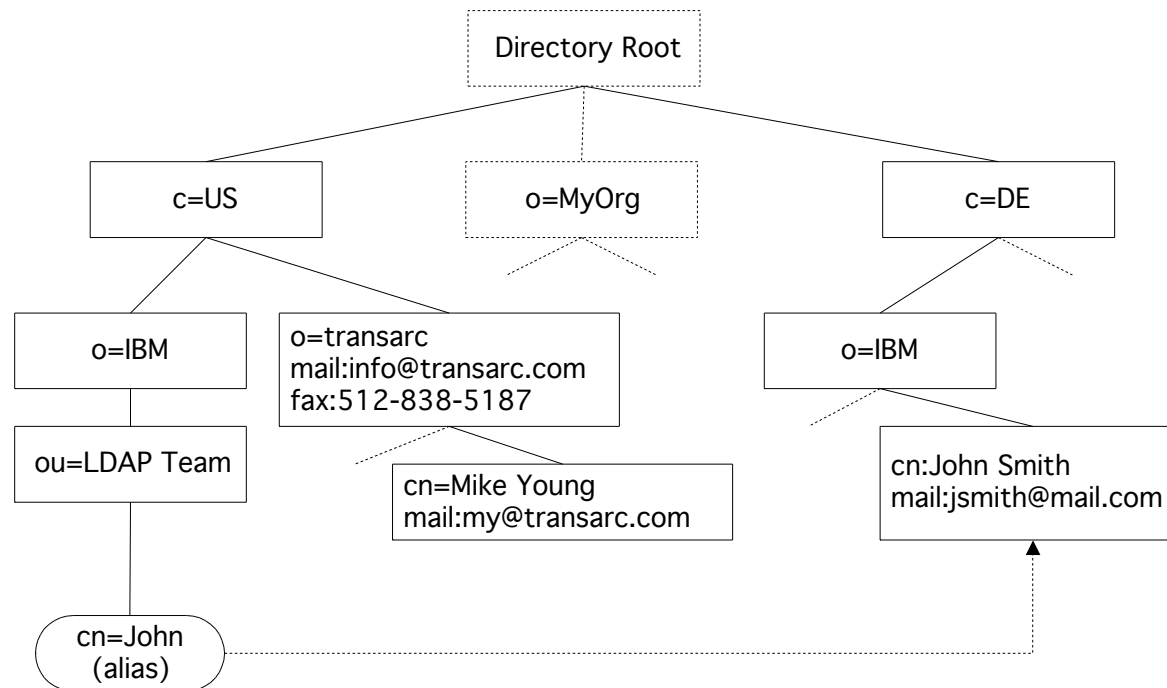 Directory Root
c=US
o=MyOrg
c=DE
o=IBM
o=transarc
mail:info@transarc.com
fax:512-838-5187
o=IBM
ou=LDAP Team
cn=Mike Young
mail:my@transarc.com
cn:John Smith
mail:jsmith@mail.com
cn=John
(alias)